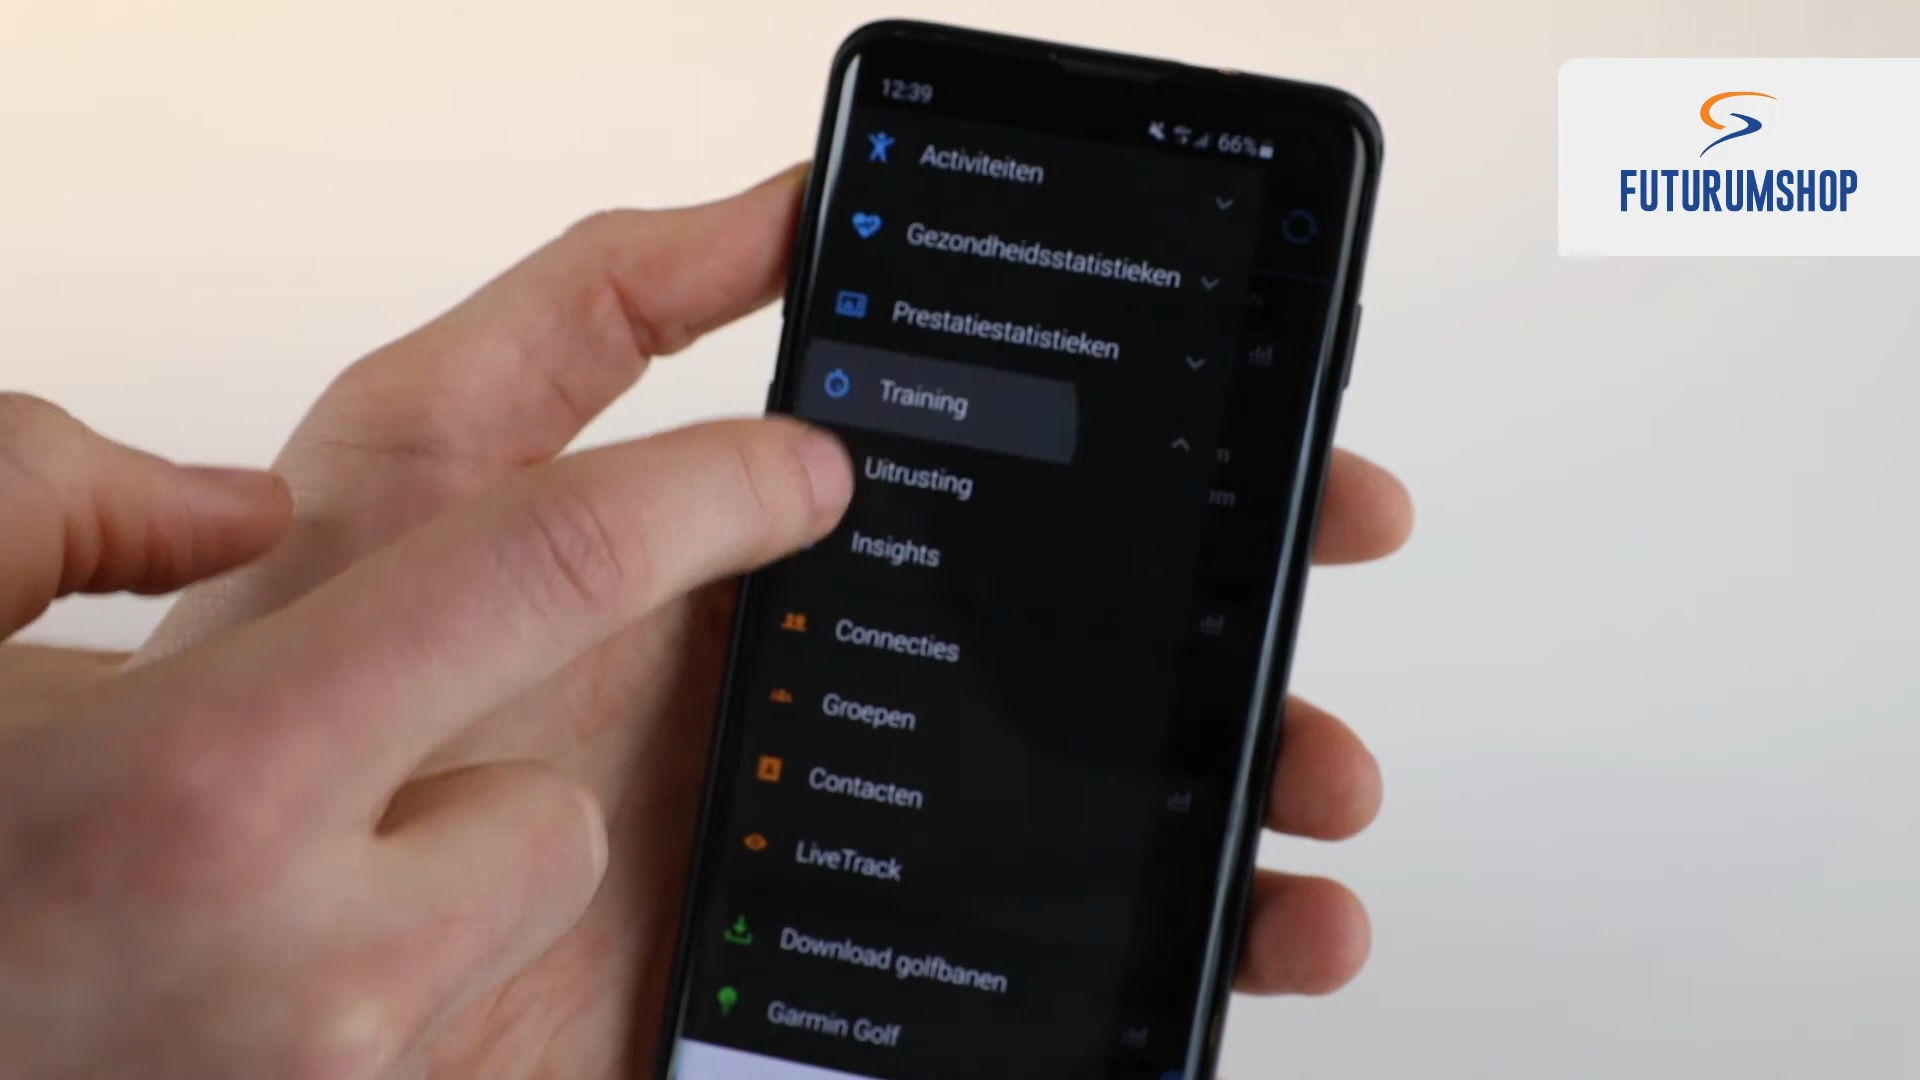 12:39
66%
Activiteiten
Gezondheidsstatistieken
Prestatiestatistieken
Training
Uitrusting
Insights
Connecties
Groepen
Contacten
LiveTrack
Download golfbanen
Garmin Golf
FUTURUMSHOP